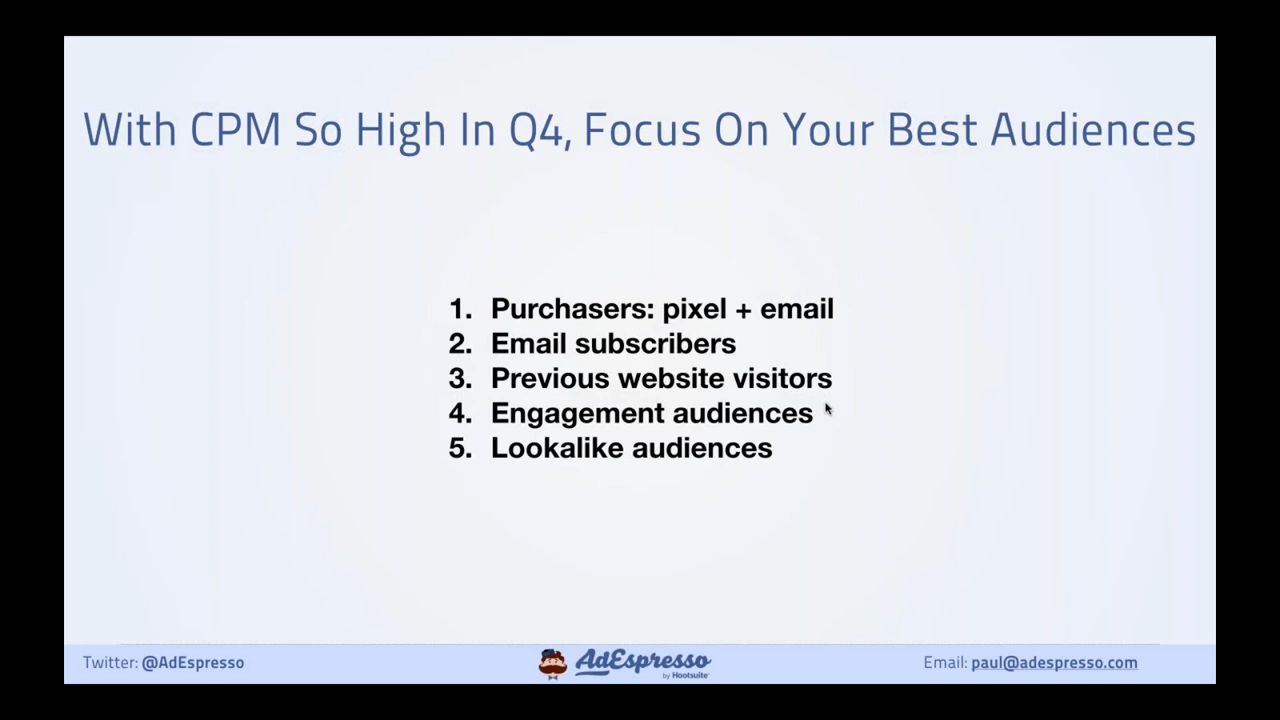 With CPM So High In Q4, Focus On Your Best Audiences
1. Purchasers: pixel + email
2. Email subscribers
3. Previous website visitors
4. Engagement audiences
5. Lookalike audiences
Twitter: @AdEspresso
AdEspresso
by Hootsuite
Email: paul@adespresso.com